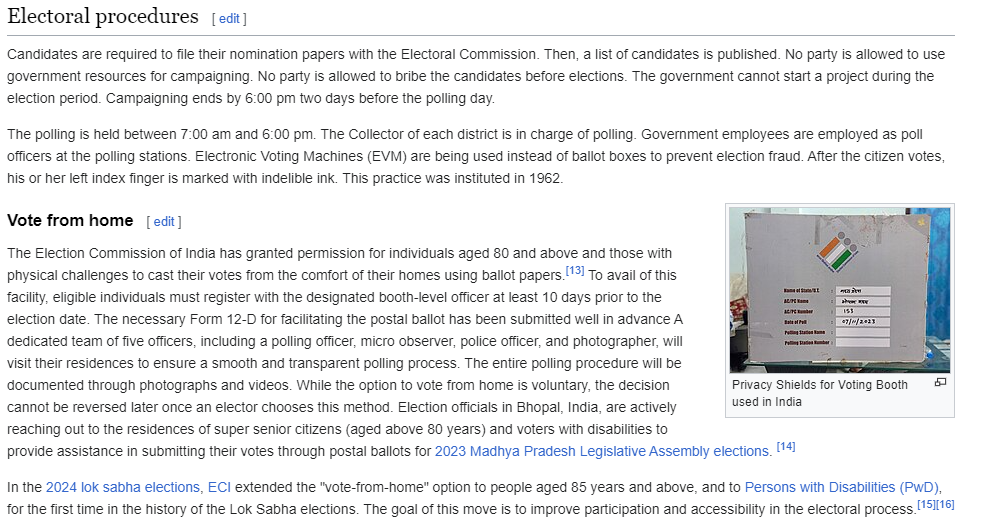 Electoral procedures [ edit ]
Candidates are required to file their nomination papers with the Electoral Commission. Then, a list of candidates is published. No party is allowed to use
government resources for campaigning. No party is allowed to bribe the candidates before elections. The government cannot start a project during the
election period. Campaigning ends by 6:00 pm two days before the polling day.
The polling is held between 7:00 am and 6:00 pm. The Collector of each district is in charge of polling. Government employees are employed as poll
officers at the polling stations. Electronic Voting Machines (EVM) are being used instead of ballot boxes to prevent election fraud. After the citizen votes,
his or her left index finger is marked with indelible ink. This practice was instituted in 1962.
Vote from home [ edit ]
The Election Commission of India has granted permission for individuals aged 80 and above and those with
physical challenges to cast their votes from the comfort of their homes using ballot papers.[13] To avail of this
facility, eligible individuals must register with the designated booth-level officer at least 10 days prior to the
election date. The necessary Form 12-D for facilitating the postal ballot has been submitted well in advance A
dedicated team of five officers, including a polling officer, micro observer, police officer, and photographer, will
visit their residences to ensure a smooth and transparent polling process. The entire polling procedure will be
documented through photographs and videos. While the option to vote from home is voluntary, the decision
cannot be reversed later once an elector chooses this method. Election officials in Bhopal, India, are actively
reaching out to the residences of super senior citizens (aged above 80 years) and voters with disabilities to
provide assistance in submitting their votes through postal ballots for 2023 Madhya Pradesh Legislative Assembly elections. [14]
Name of State/U.T. : मध्य प्रदेश
AC/PC Name :
AC/PC Number : 153
Date of Poll : 07/11/2023
Polling Station Name :
Polling Station Number :
Privacy Shields for Voting Booth
used in India
In the 2024 lok sabha elections, ECI extended the "vote-from-home" option to people aged 85 years and above, and to Persons with Disabilities (PwD),
for the first time in the history of the Lok Sabha elections. The goal of this move is to improve participation and accessibility in the electoral process.[15][16]